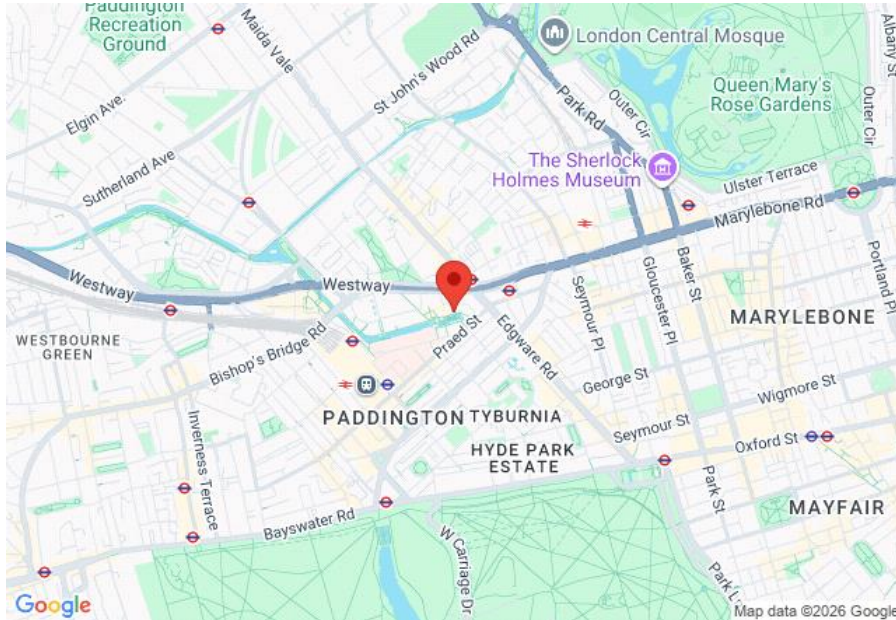 Paddington
Recreation
Ground
Maida Vale
St John's Wood Rd
London Central Mosque
Albany St
Queen Mary's
Rose Gardens
Elgin Ave.
Park Rd
Outer Cir
Outer Cir
The Sherlock
Holmes Museum
Sutherland Ave
Ulster Terrace
Marylebone Rd
Westway
Westway
Portland Pl
Gloucester Pl
Baker St
Seymour Pl
MARYLEBONE
WESTBOURNE
GREEN
Bishop's Bridge Rd
Praed St
Edgware Rd
George St
Wigmore St
PADDINGTON
TYBURNIA
Seymour St
Oxford St
HYDE PARK
ESTATE
Inverness Terrace
Park St
MAYFAIR
Bayswater Rd
W Carriage Dr
Park L
Google
Map data ©2026 Google